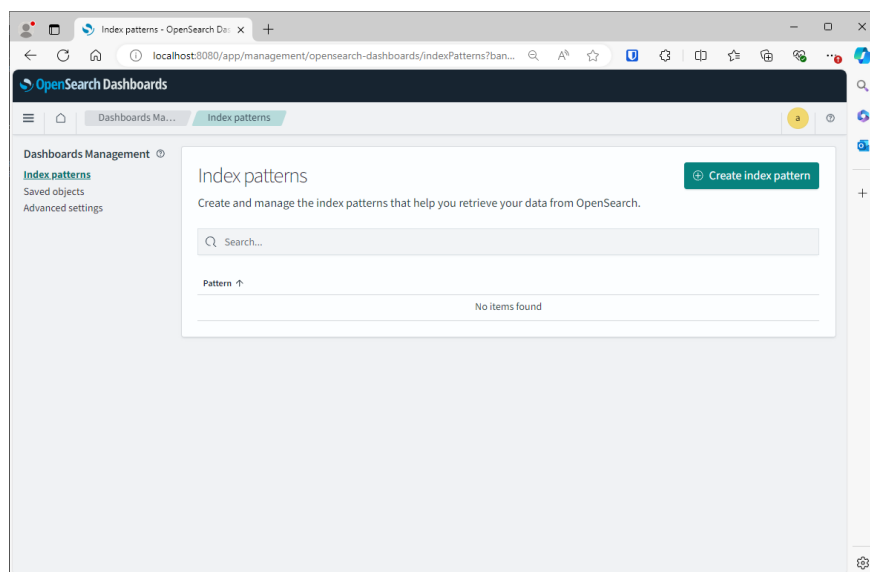 Index patterns - OpenSearch Das
localhost:8080/app/management/opensearch-dashboards/indexPatterns?ban...
OpenSearch Dashboards
Dashboards Ma...
Index patterns
a
Dashboards Management
Index patterns
Saved objects
Advanced settings
Index patterns
Create index pattern
Create and manage the index patterns that help you retrieve your data from OpenSearch.
Search...
Pattern
No items found